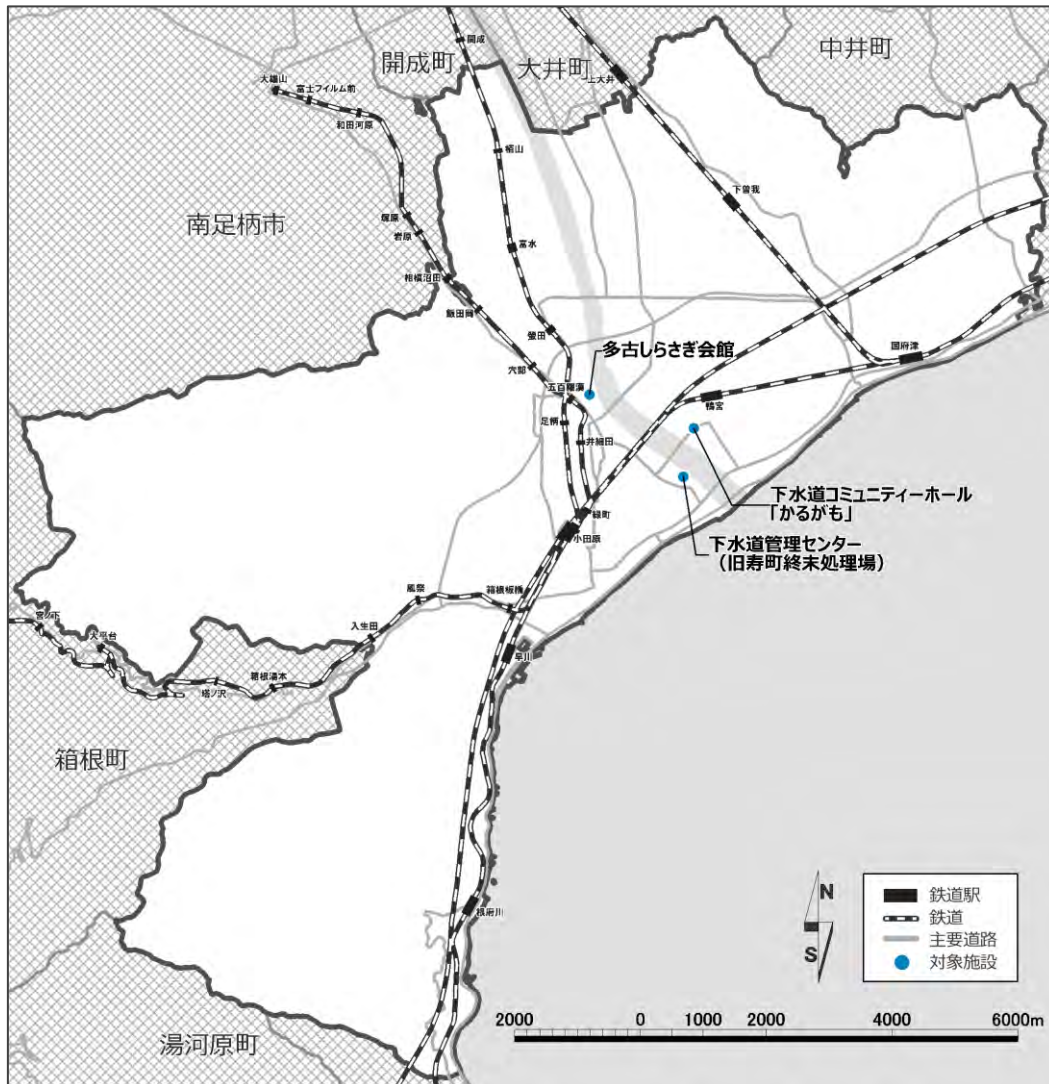 開成町
大井町
中井町
南足柄市
箱根町
湯河原町
開成
上大井
大雄山
富士フイルム前
和田河原
栢山
下曽我
塚原
岩原
富水
相模沼田
飯田岡
蛍田
国府津
穴部
多古しらさぎ会館
五百羅漢
鴨宮
足柄
井細田
下水道コミュニティーホール
「かるがも」
緑町
小田原
下水道管理センター
（旧寿町終末処理場）
箱根板橋
風祭
入生田
宮ノ下
大平台
早川
箱根湯本
塔ノ沢
根府川
N
S
鉄道駅
鉄道
主要道路
対象施設
2000 0 1000 2000 4000 6000m